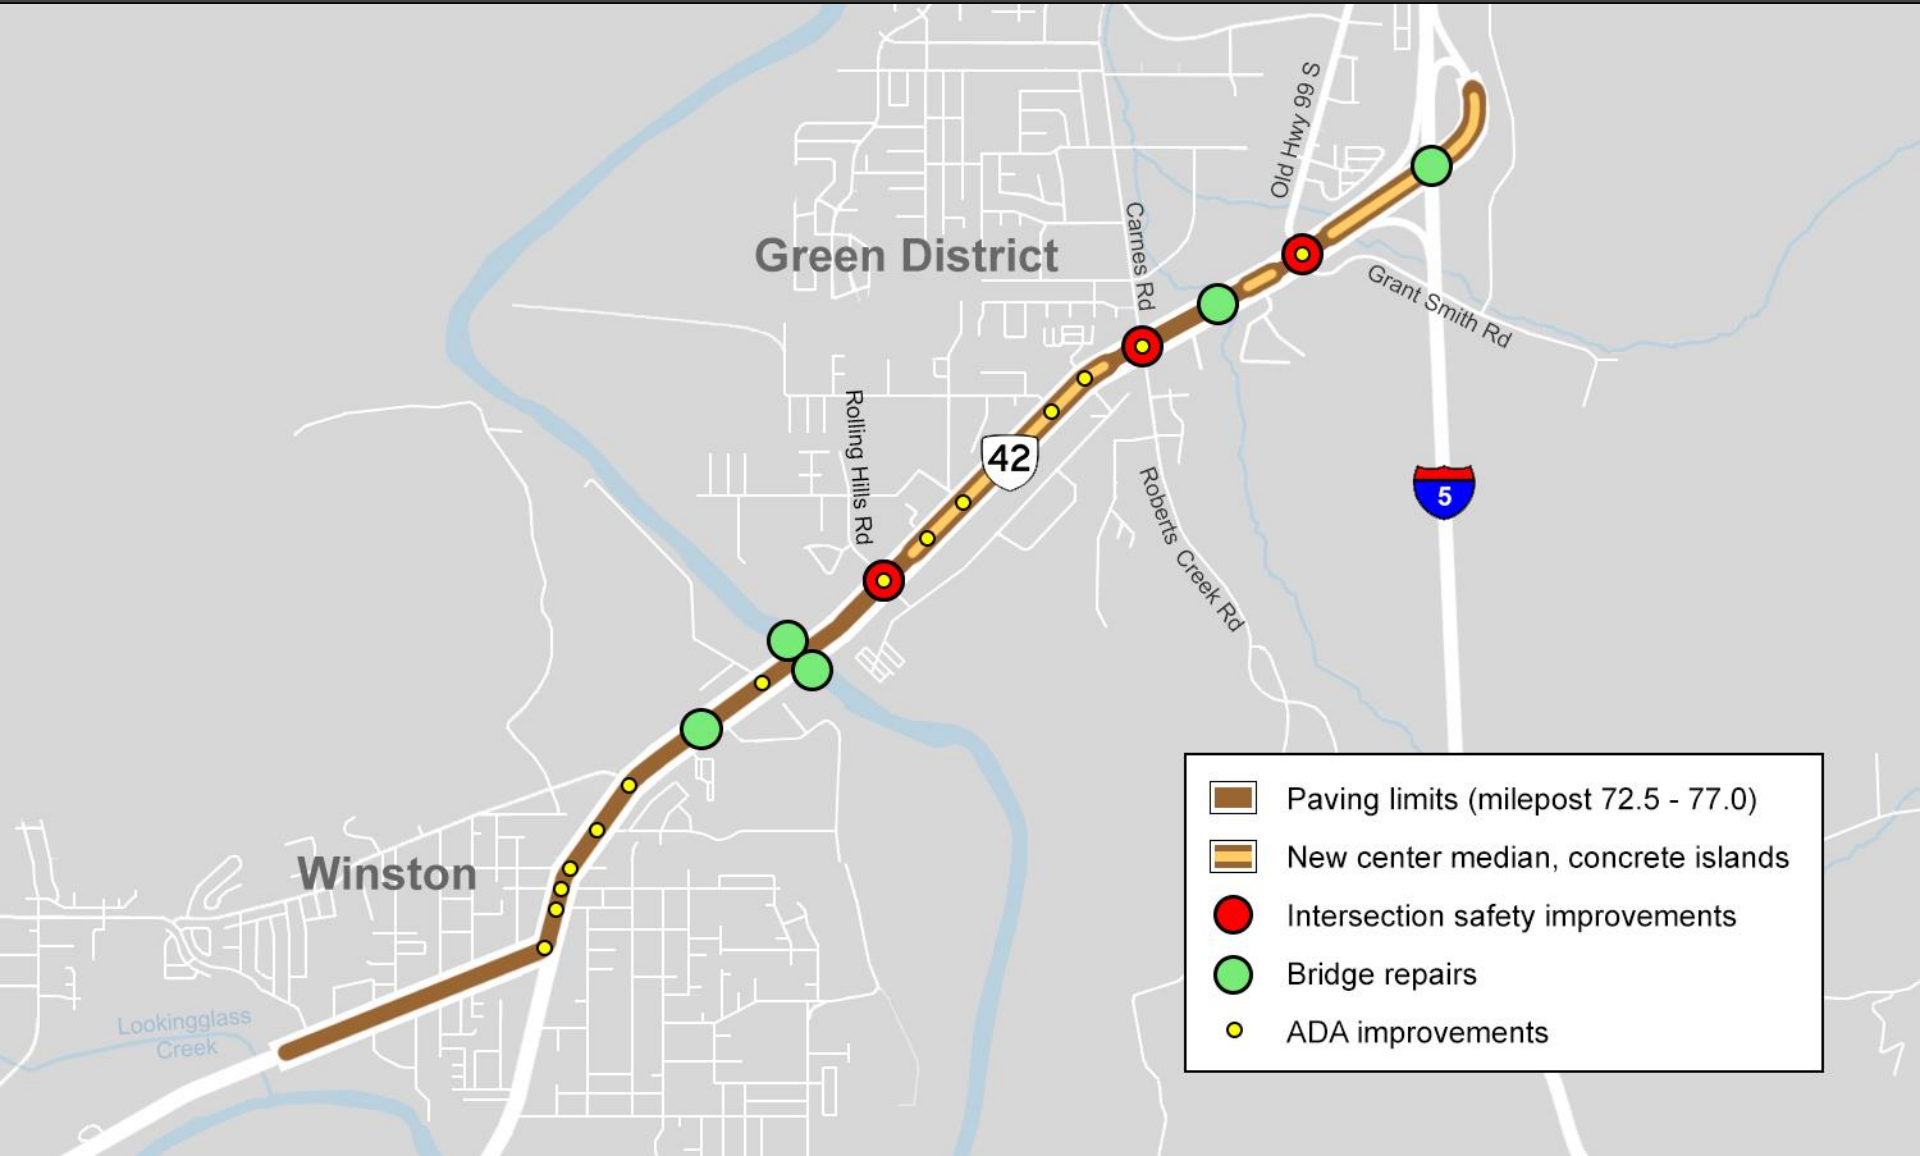 Old Hwy 99 S
Carnes Rd
Green District
Grant Smith Rd
Rolling Hills Rd
42
Roberts Creek Rd
5
Winston
Lookingglass
Creek
Paving limits (milepost 72.5 - 77.0)
New center median, concrete islands
Intersection safety improvements
Bridge repairs
ADA improvements